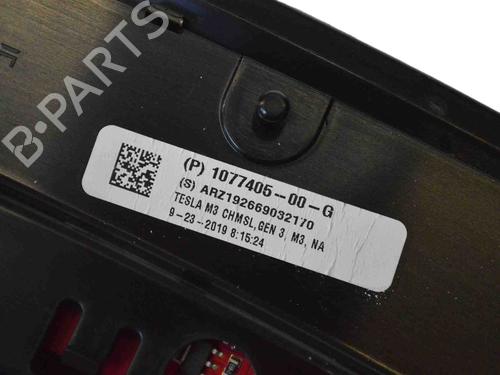 B-PARTS
(P) 1077405-00-G
(S) ARZ192669032170
TESLA M3 CHMSL,GEN 3, M3, NA
9-23-2019 8:15:24